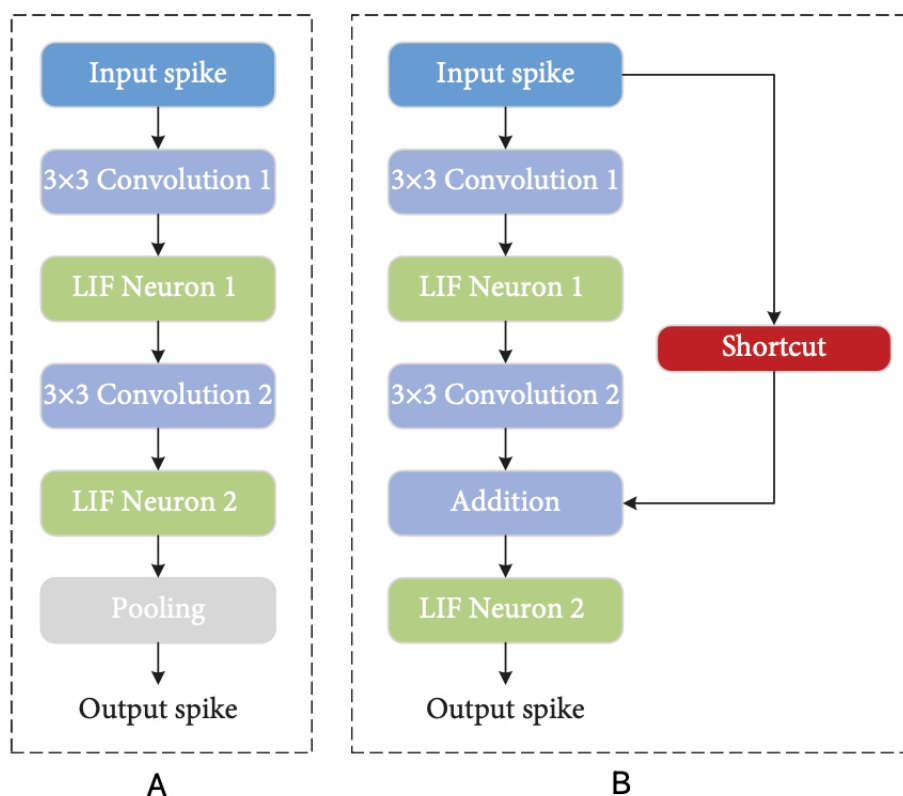 Input spike
3×3 Convolution 1
LIF Neuron 1
3×3 Convolution 2
LIF Neuron 2
Pooling
Output spike
A
Input spike
3×3 Convolution 1
LIF Neuron 1
3×3 Convolution 2
Addition
LIF Neuron 2
Output spike
Shortcut
B